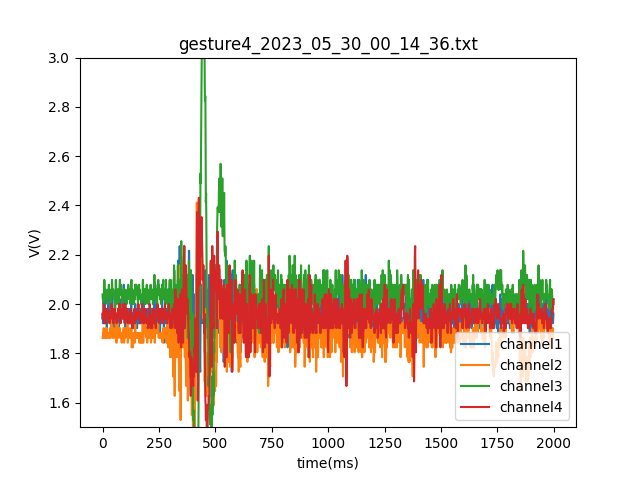 gesture4_2023_05_30_00_14_36.txt
3.0
2.8
2.6
2.4
2.2
2.0
1.8
1.6
V(V)
channel1
channel2
channel3
channel4
0 250 500 750 1000 1250 1500 1750 2000
time(ms)